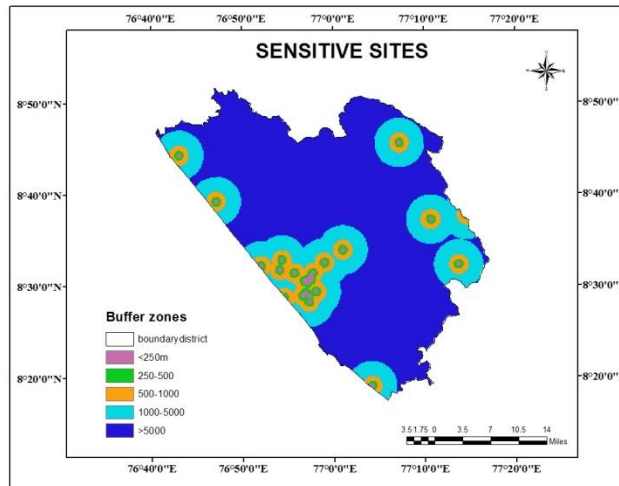 76°40'0"E 76°50'0"E 77°0'0"E 77°10'0"E 77°20'0"E
SENSITIVE SITES
8°50'0"N 8°50'0"N
8°40'0"N 8°40'0"N
8°30'0"N 8°30'0"N
8°20'0"N 8°20'0"N
Buffer zones
boundarydistrict
<250m
250-500
500-1000
1000-5000
>5000
3.5 1.75 0 3.5 7 10.5 14
Miles
76°40'0"E 76°50'0"E 77°0'0"E 77°10'0"E 77°20'0"E